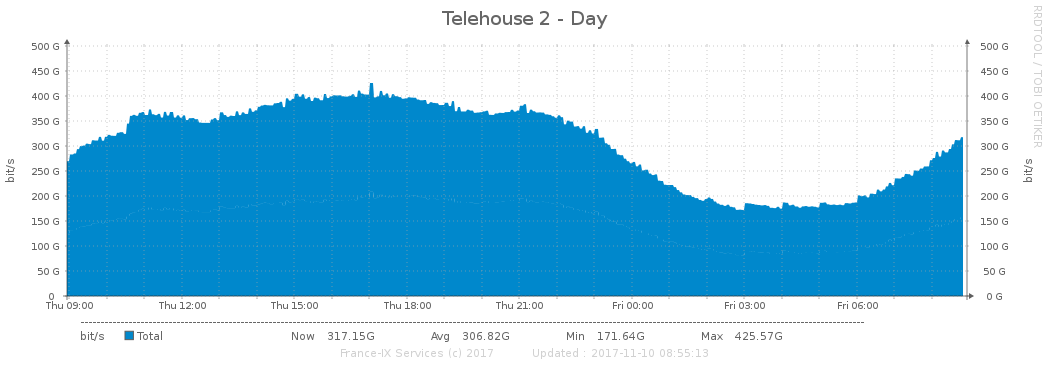 Telehouse 2 - Day
RRDTOOL / TOBI OETIKER
bit/s
500 G 500 G
450 G 450 G
400 G 400 G
350 G 350 G
300 G 300 G
250 G 250 G
200 G 200 G
150 G 150 G
100 G 100 G
50 G 50 G
0 0 G
bit/s
Thu 09:00 Thu 12:00 Thu 15:00 Thu 18:00 Thu 21:00 Fri 00:00 Fri 03:00 Fri 06:00
bit/s Total Now 317.15G Avg 306.82G Min 171.64G Max 425.57G
France-IX Services (c) 2017 Updated : 2017-11-10 08:55:13